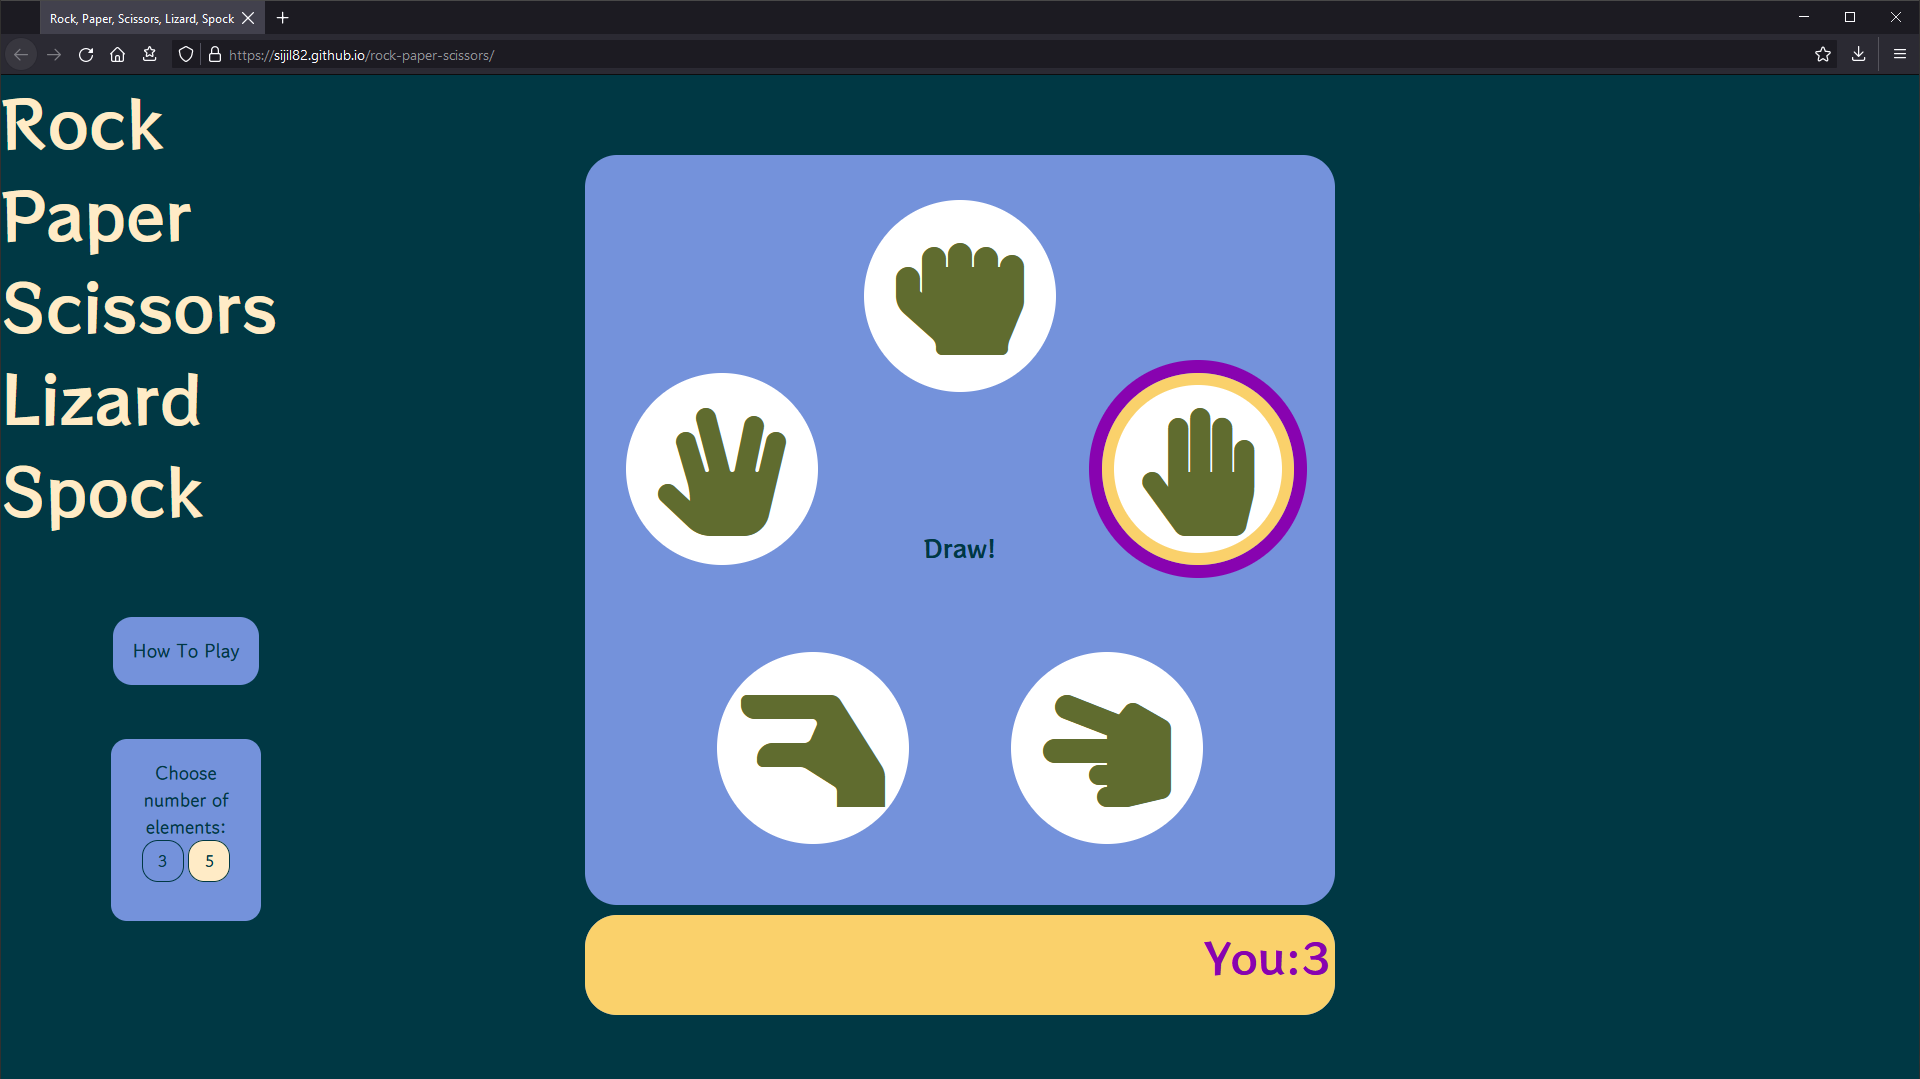 Rock, Paper, Scissors, Lizard, Spock
https://sijil82.github.io/rock-paper-scissors/
Rock
Paper
Scissors
Lizard
Spock
Draw!
How To Play
Choose
number of
elements:
3 5
You:3